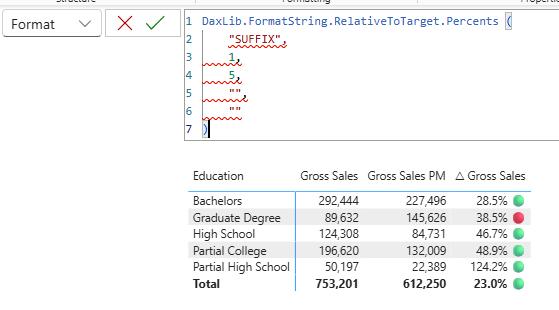 Structure Formatting Properti
Format
1 DaxLib.FormatString.RelativeToTarget.Percents (
2 "SUFFIX",
3 1,
4 5,
5 "",
6 ""
7 )
Education Gross Sales Gross Sales PM Δ Gross Sales
Bachelors 292,444 227,496 28.5%
Graduate Degree 89,632 145,626 38.5%
High School 124,308 84,731 46.7%
Partial College 196,620 132,009 48.9%
Partial High School 50,197 22,389 124.2%
Total 753,201 612,250 23.0%